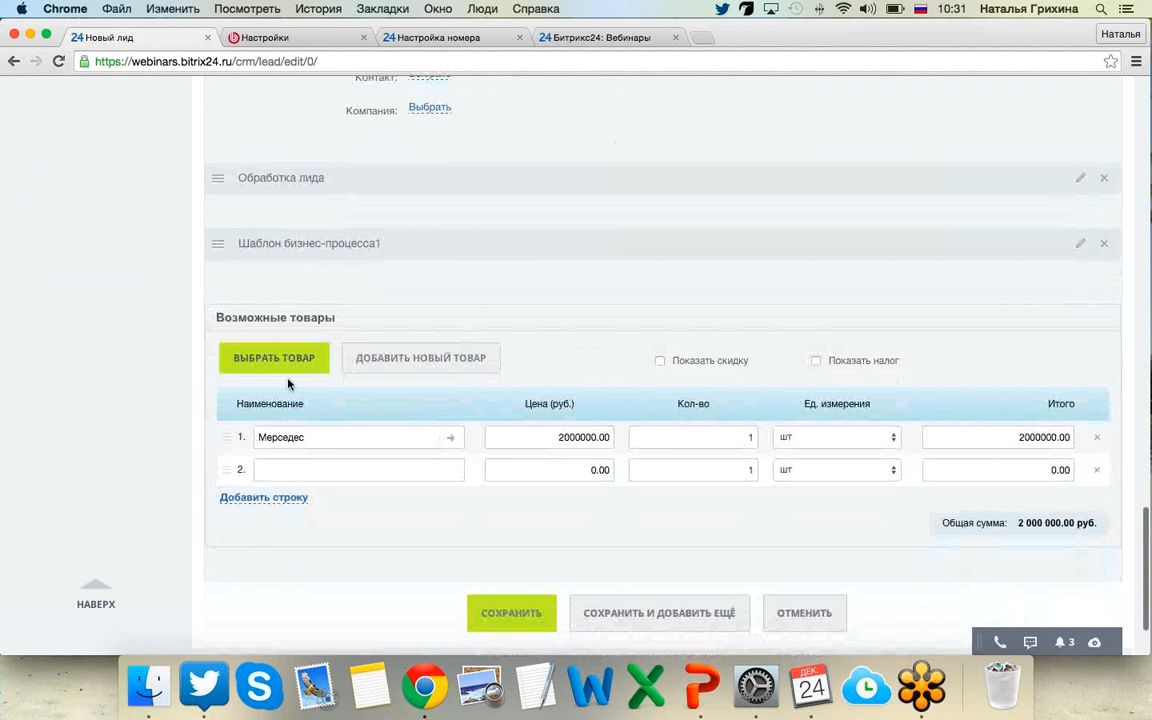 Chrome Файл Изменить Посмотреть История Закладки Окно Люди Справка 10:31 Наталья Грихина
24 Новый лид × Настройки × 24 Настройка номера × 24 Битрикс24: Вебинары × Наталья
https://webinars.bitrix24.ru/crm/lead/edit/0/
Контакт:
Компания: Выбрать
Обработка лида
Шаблон бизнес-процесса1
Возможные товары
ВЫБРАТЬ ТОВАР ДОБАВИТЬ НОВЫЙ ТОВАР Показать скидку Показать налог
Наименование Цена (руб.) Кол-во Ед. измерения Итого
1. Мерседес 2000000.00 1 шт 2000000.00
2. 0.00 1 шт 0.00
Добавить строку
Общая сумма: 2 000 000.00 руб.
НАВЕРХ
СОХРАНИТЬ СОХРАНИТЬ И ДОБАВИТЬ ЕЩЁ ОТМЕНИТЬ
3
ДЕК
24